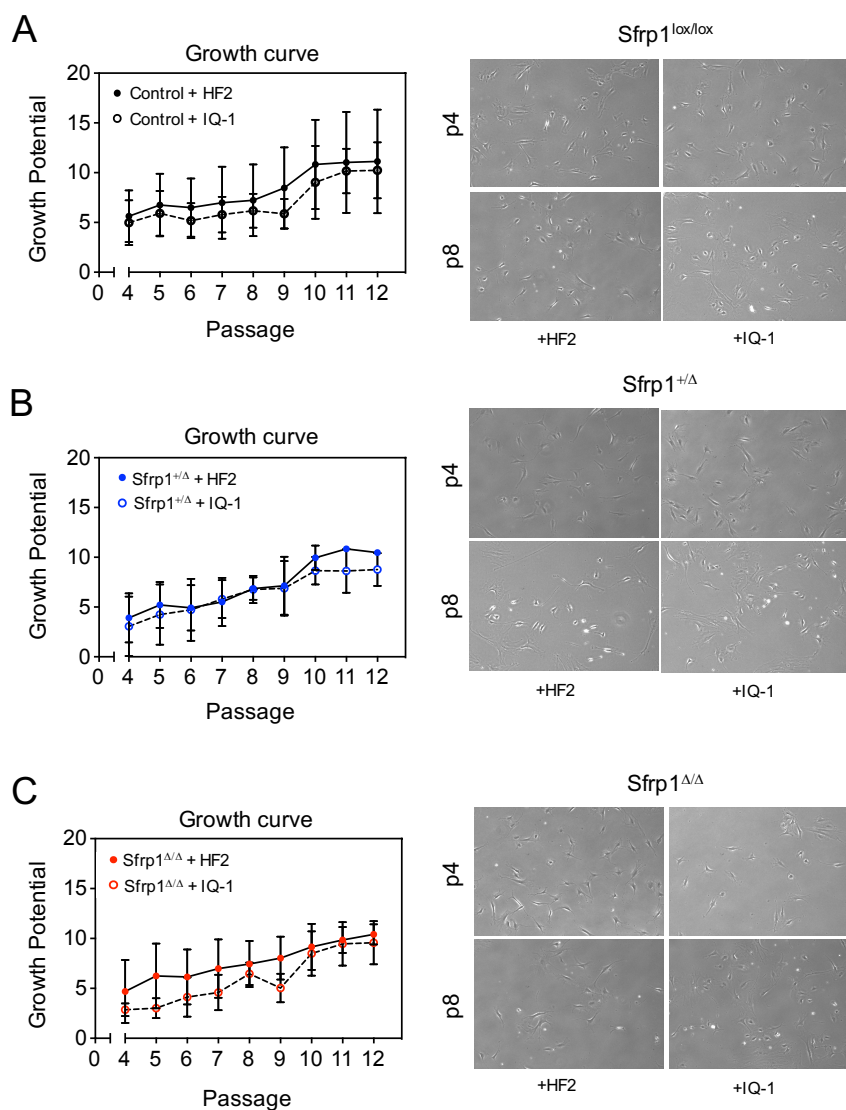 A
Growth curve
20
15
10
5
0
Growth Potential
Control + HF2
Control + IQ-1
0 4 5 6 7 8 9 10 11 12
Passage
Sfrp1lox/lox
p4
p8
+HF2
+IQ-1
B
Growth curve
20
15
10
5
0
Growth Potential
Sfrp1+/Δ + HF2
Sfrp1+/Δ + IQ-1
0 4 5 6 7 8 9 10 11 12
Passage
Sfrp1+/Δ
p4
p8
+HF2
+IQ-1
C
Growth curve
20
15
10
5
0
Growth Potential
Sfrp1Δ/Δ + HF2
Sfrp1Δ/Δ + IQ-1
0 4 5 6 7 8 9 10 11 12
Passage
Sfrp1Δ/Δ
p4
p8
+HF2
+IQ-1